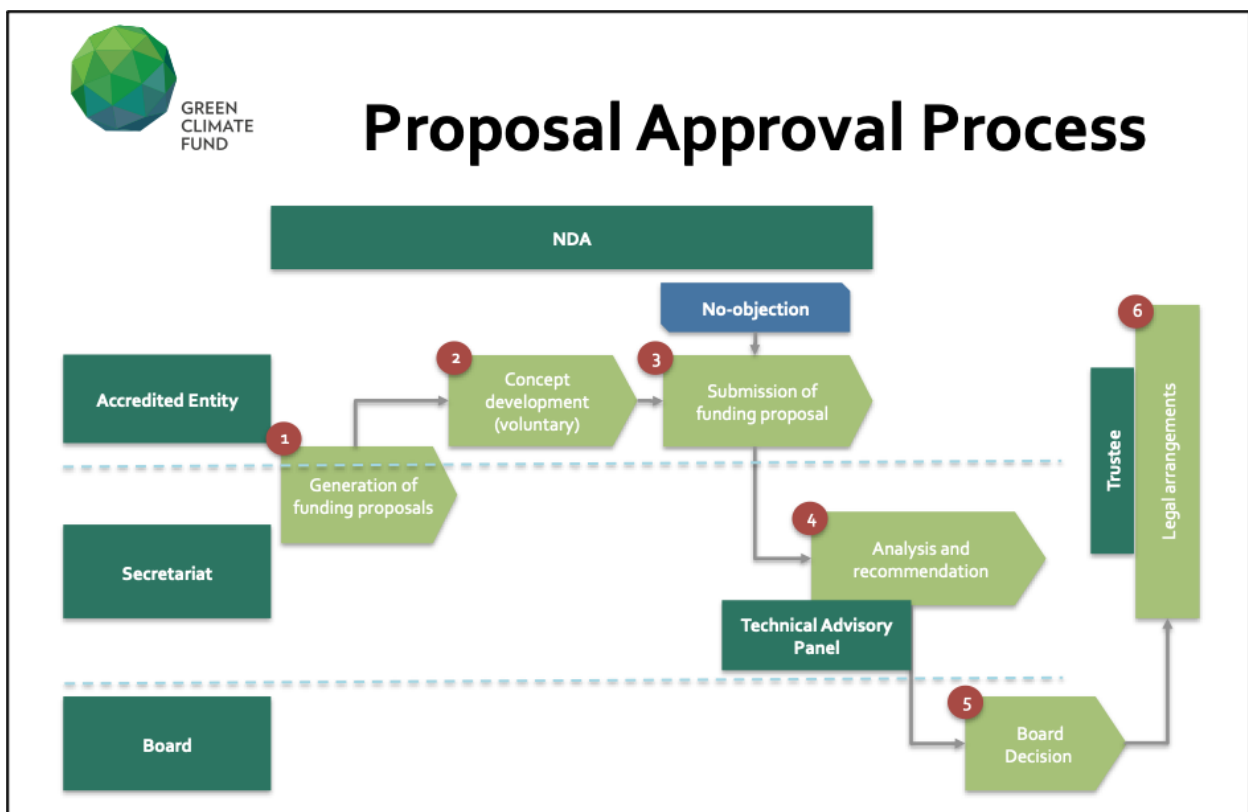 GREEN
CLIMATE
FUND
Proposal Approval Process
NDA
No-objection
6
2
3
Accredited Entity
Concept
development
(voluntary)
Submission of
funding proposal
1
Generation of
funding proposals
Trustee
Legal arrangements
4
Analysis and
recommendation
Secretariat
Technical Advisory
Panel
5
Board
Board
Decision